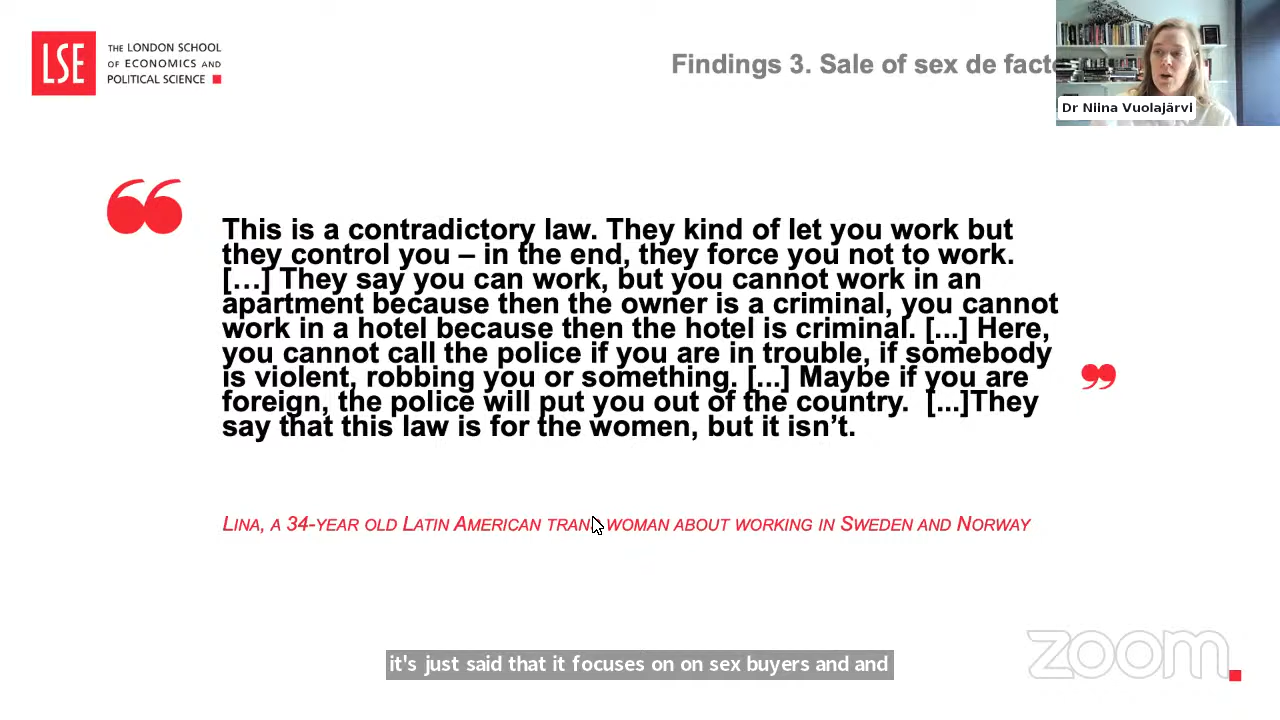 LSE
THE LONDON SCHOOL
OF ECONOMICS AND
POLITICAL SCIENCE
Findings 3. Sale of sex de facto
Dr Niina Vuolajärvi
This is a contradictory law. They kind of let you work but
they control you – in the end, they force you not to work.
[…] They say you can work, but you cannot work in an
apartment because then the owner is a criminal, you cannot
work in a hotel because then the hotel is criminal. [...] Here,
you cannot call the police if you are in trouble, if somebody
is violent, robbing you or something. [...] Maybe if you are
foreign, the police will put you out of the country.  [...]They
say that this law is for the women, but it isn’t.
LINA, A 34-YEAR OLD LATIN AMERICAN TRANS WOMAN ABOUT WORKING IN SWEDEN AND NORWAY
it's just said that it focuses on on sex buyers and and
zoom